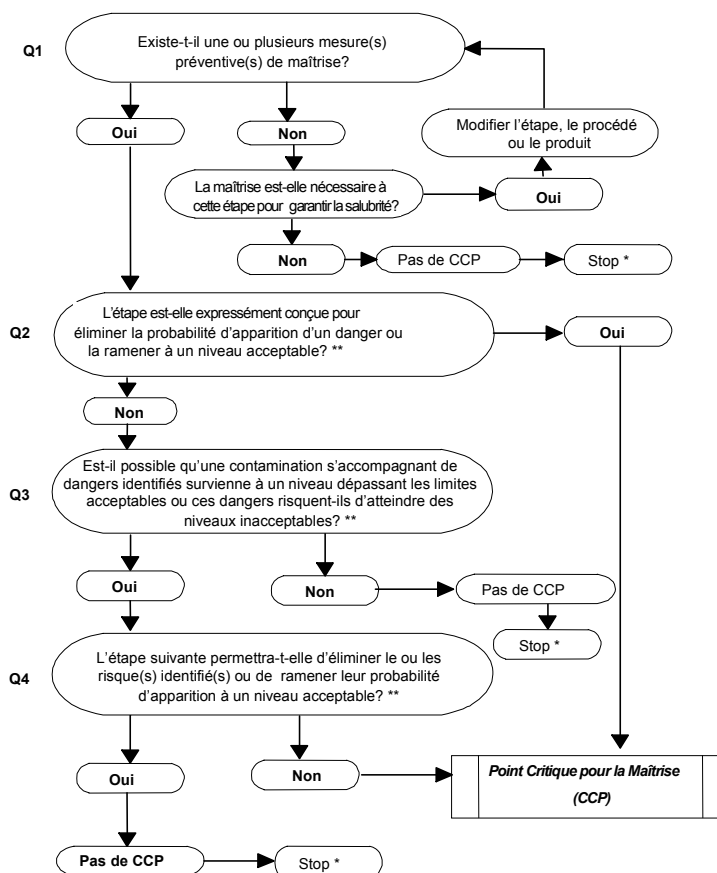 Q1
Existe-t-il une ou plusieurs mesure(s)
préventive(s) de maîtrise?
Oui
Non
Modifier l'étape, le procédé
ou le produit
La maîtrise est-elle nécessaire à
cette étape pour garantir la salubrité?
Oui
Non
Pas de CCP
Stop *
Q2
L'étape est-elle expressément conçue pour
éliminer la probabilité d'apparition d'un danger ou
la ramener à un niveau acceptable? **
Oui
Non
Q3
Est-il possible qu'une contamination s'accompagnant de
dangers identifiés survienne à un niveau dépassant les limites
acceptables ou ces dangers risquent-ils d'atteindre des
niveaux inacceptables? **
Oui
Non
Pas de CCP
Stop *
Q4
L'étape suivante permettra-t-elle d'éliminer le ou les
risque(s) identifié(s) ou de ramener leur probabilité
d'apparition à un niveau acceptable? **
Oui
Non
Point Critique pour la Maîtrise
(CCP)
Pas de CCP
Stop *